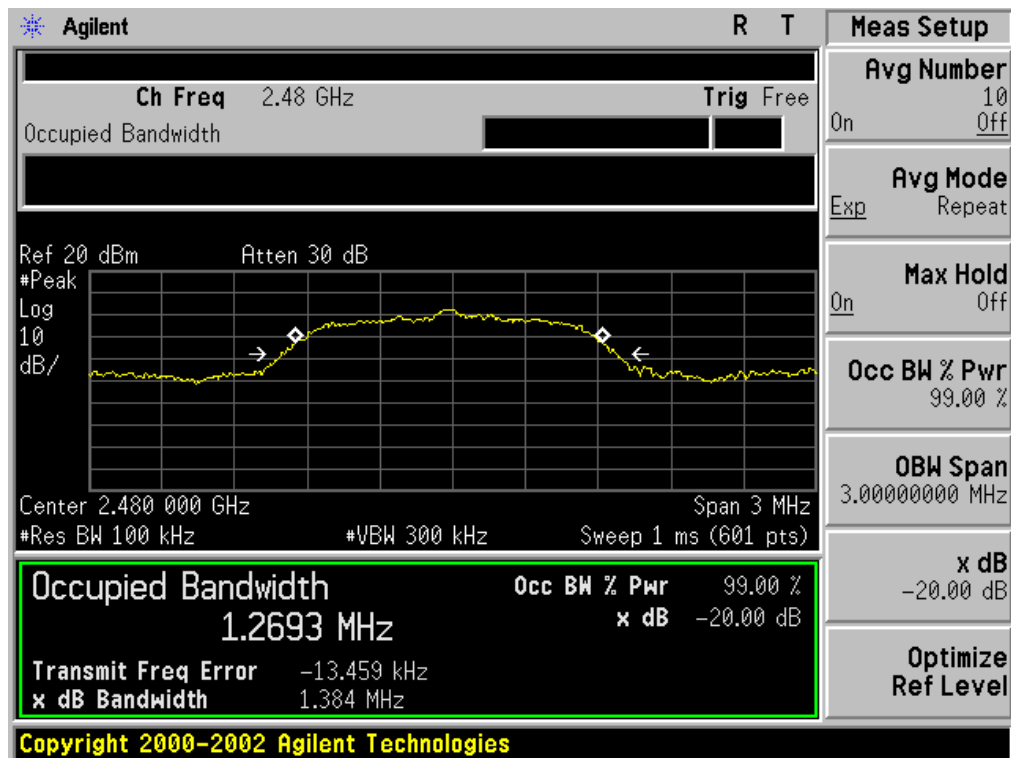 Agilent R T
Ch Freq 2.48 GHz Trig Free
Occupied Bandwidth
Ref 20 dBm Atten 30 dB
#Peak
Log
10
dB/
Center 2.480 000 GHz Span 3 MHz
#Res BW 100 kHz #VBW 300 kHz Sweep 1 ms (601 pts)
Occupied Bandwidth Occ BW % Pwr 99.00 %
1.2693 MHz x dB -20.00 dB
Transmit Freq Error -13.459 kHz
x dB Bandwidth 1.384 MHz
Copyright 2000-2002 Agilent Technologies
Meas Setup
Avg Number
10
On Off
Avg Mode
Exp Repeat
Max Hold
On Off
Occ BW % Pwr
99.00 %
OBW Span
3.00000000 MHz
x dB
-20.00 dB
Optimize
Ref Level